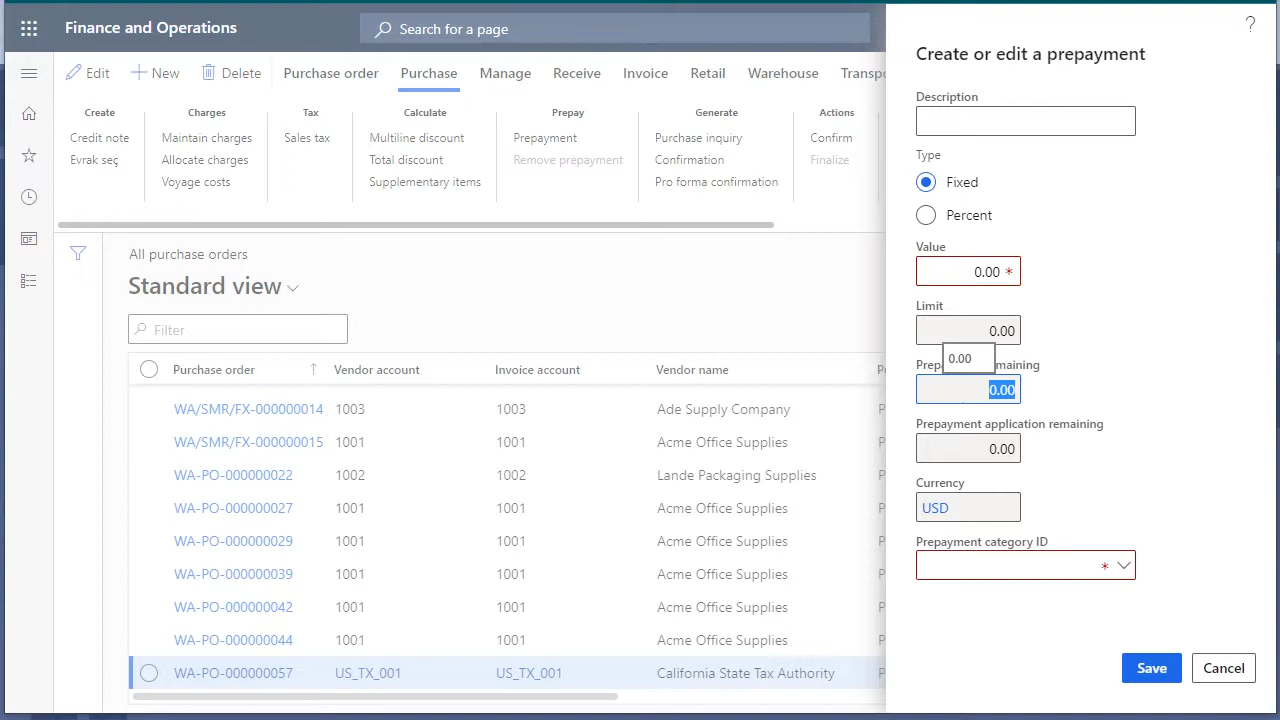 Finance and Operations
Search for a page
Edit
New
Delete
Purchase order
Purchase
Manage
Receive
Invoice
Retail
Warehouse
Transpo
Create
Credit note
Evrak seç
Charges
Maintain charges
Allocate charges
Voyage costs
Tax
Sales tax
Calculate
Multiline discount
Total discount
Supplementary items
Prepay
Prepayment
Remove prepayment
Generate
Purchase inquiry
Confirmation
Pro forma confirmation
Actions
Confirm
Finalize
All purchase orders
Standard view
Filter
Purchase order ↑ Vendor account Invoice account Vendor name
WA/SMR/FX-000000014 1003 1003 Ade Supply Company P
WA/SMR/FX-000000015 1001 1001 Acme Office Supplies P
WA-PO-000000022 1002 1002 Lande Packaging Supplies P
WA-PO-000000027 1001 1001 Acme Office Supplies P
WA-PO-000000029 1001 1001 Acme Office Supplies P
WA-PO-000000039 1001 1001 Acme Office Supplies P
WA-PO-000000042 1001 1001 Acme Office Supplies P
WA-PO-000000044 1001 1001 Acme Office Supplies P
WA-PO-000000057 US_TX_001 US_TX_001 California State Tax Authority P
?
Create or edit a prepayment
Description
Type
Fixed
Percent
Value
0.00 *
Limit
0.00
0.00
Prepa maining
0.00
Prepayment application remaining
0.00
Currency
USD
Prepayment category ID
*
Save
Cancel